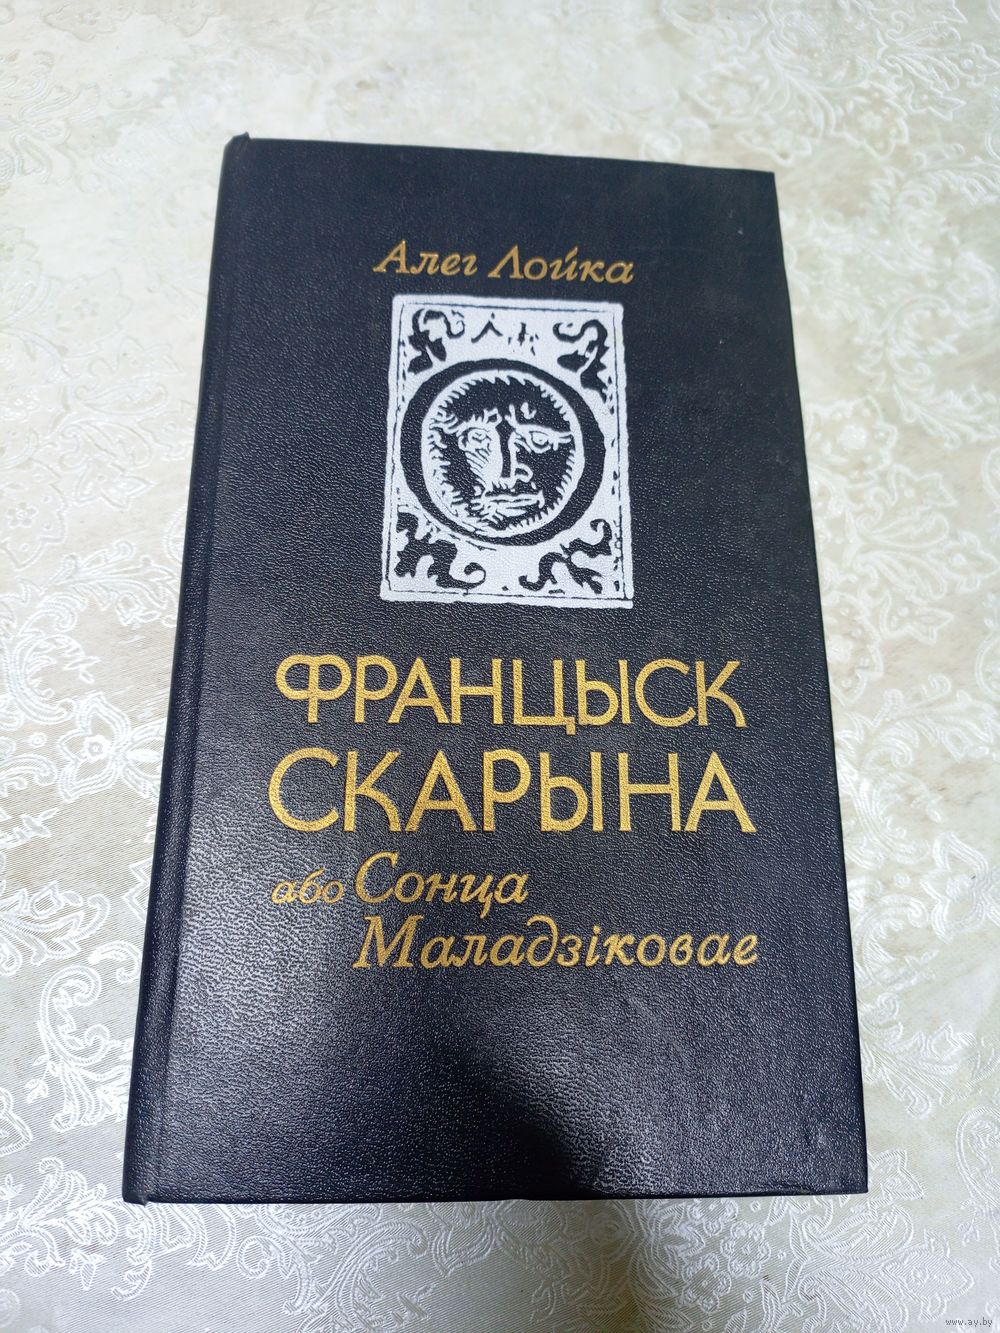 Алег Лойка
ФРАНЦЫСК
СКАРЫНА
або Сонца
Маладзіковае
www.ay.by